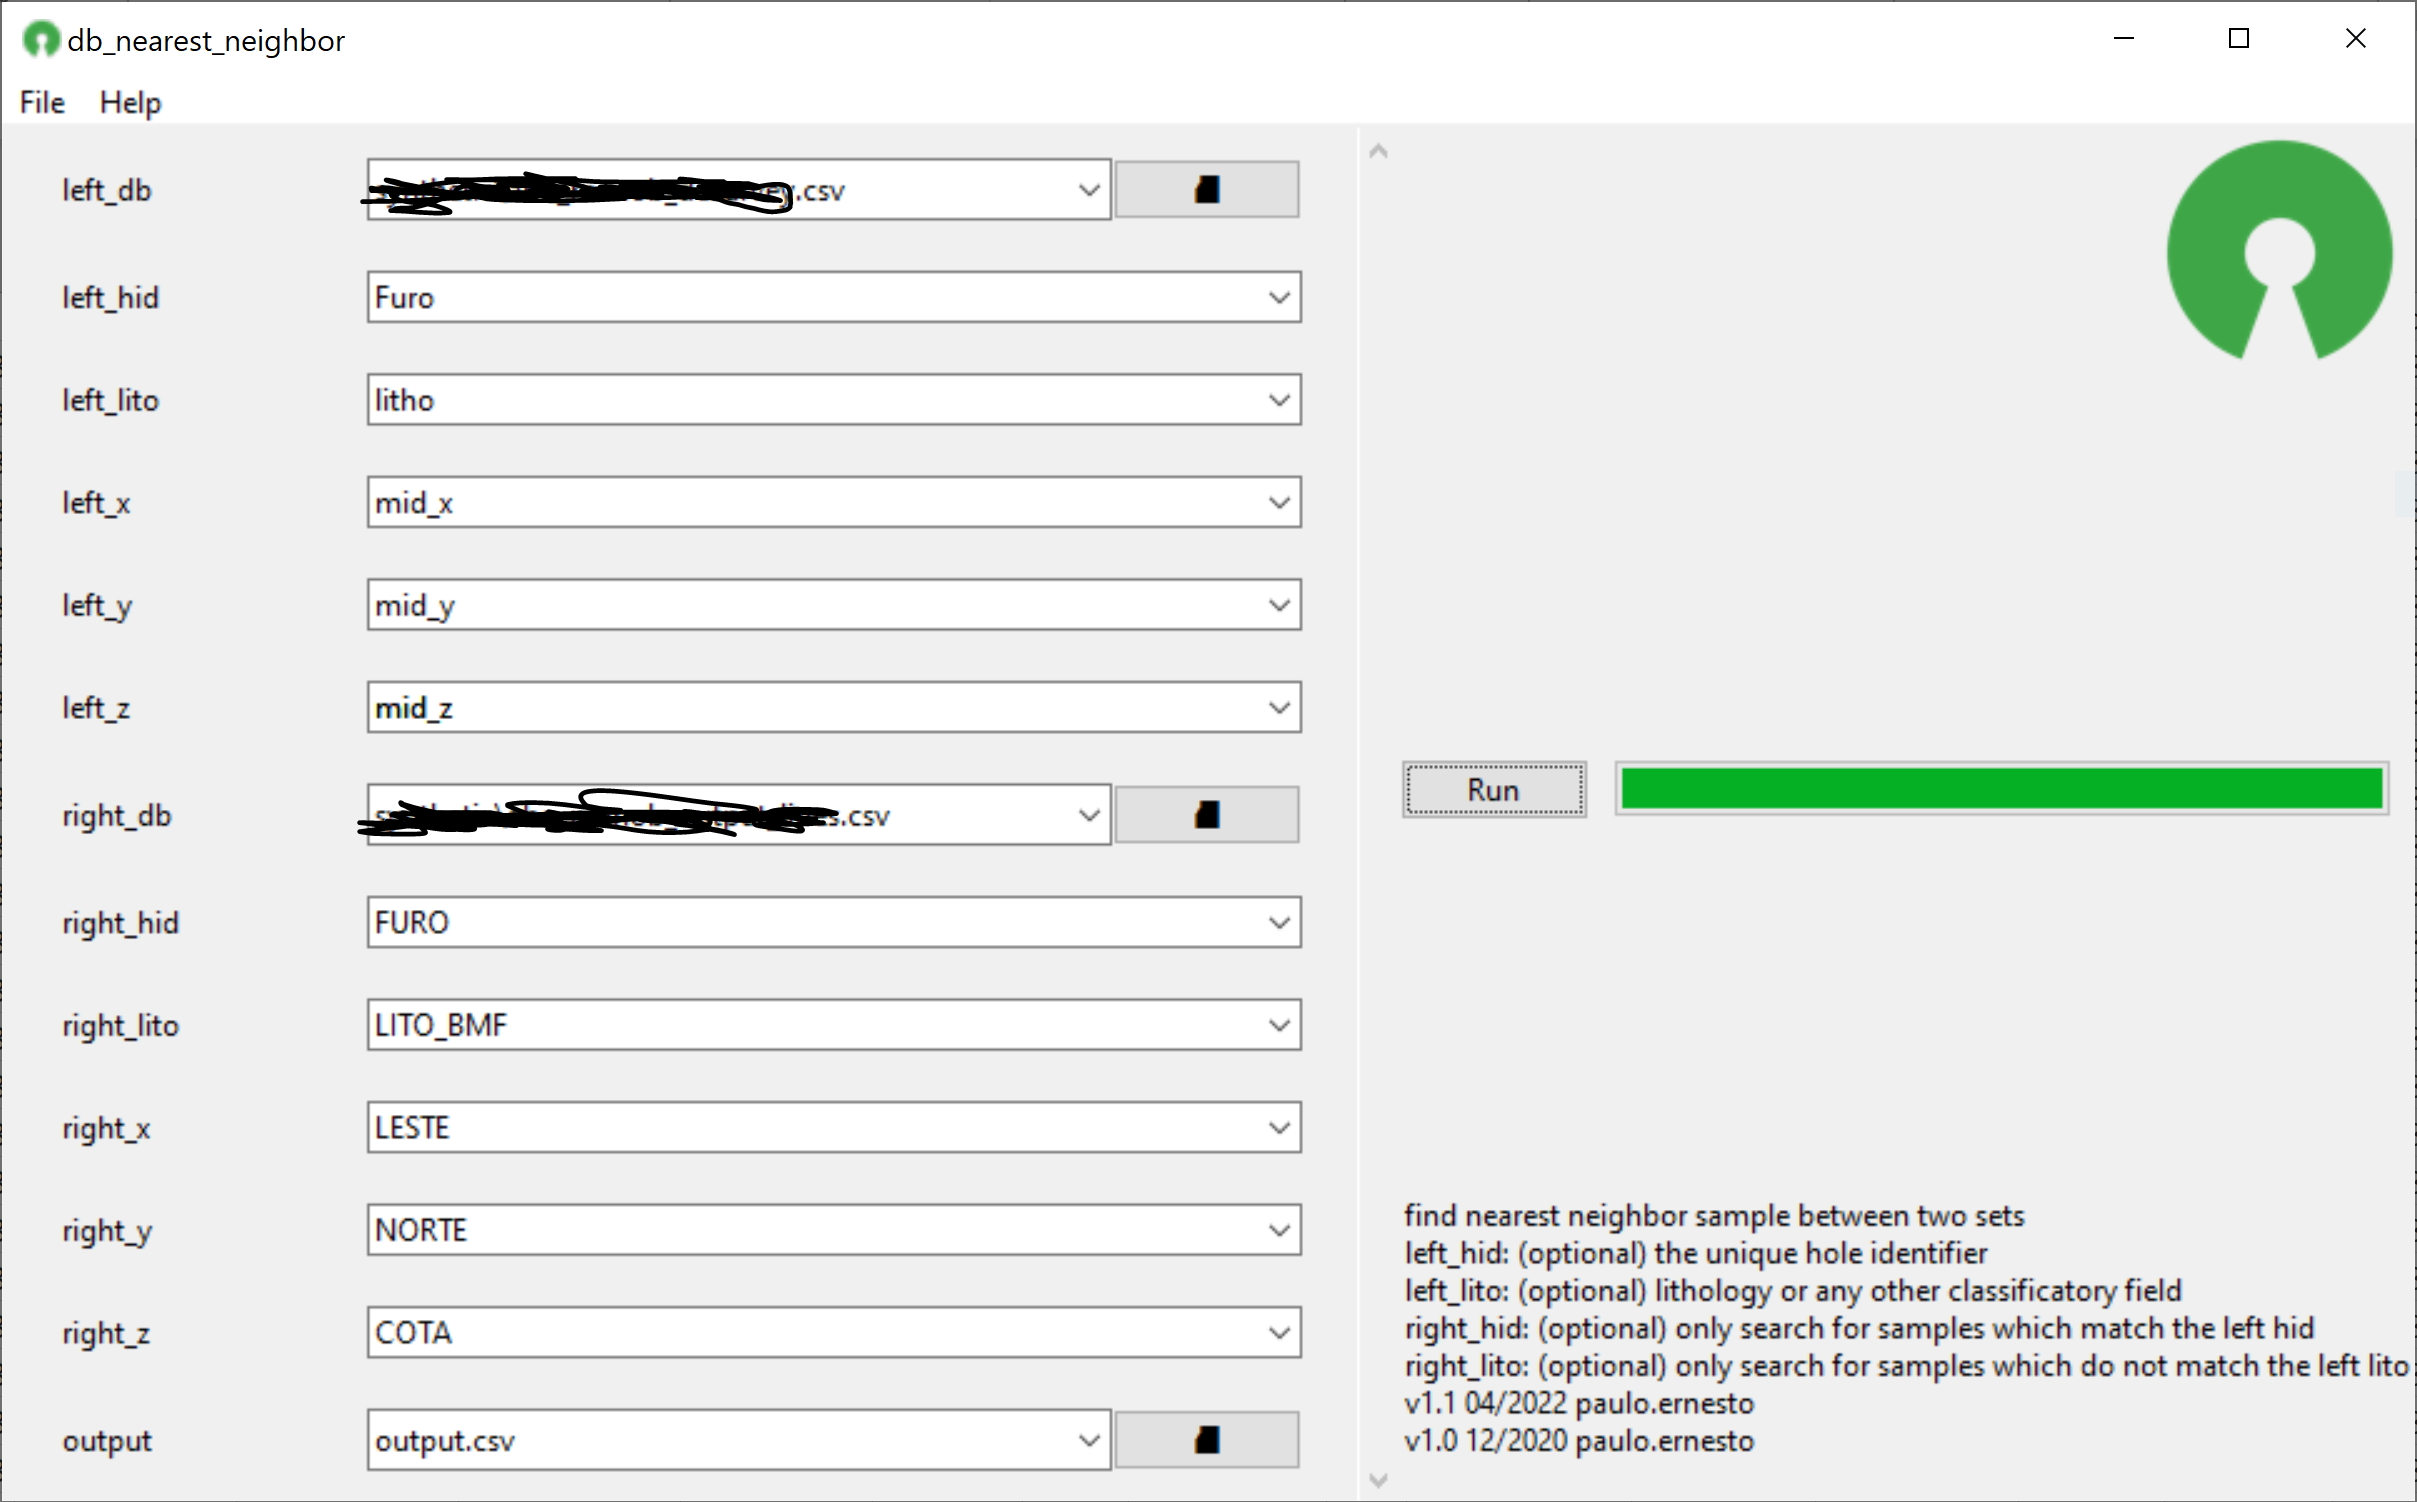 db_nearest_neighbor
File Help
left_db .csv
left_hid Furo
left_lito litho
left_x mid_x
left_y mid_y
left_z mid_z
right_db .csv
right_hid FURO
right_lito LITO_BMF
right_x LESTE
right_y NORTE
right_z COTA
output output.csv
Run
find nearest neighbor sample between two sets
left_hid: (optional) the unique hole identifier
left_lito: (optional) lithology or any other classificatory field
right_hid: (optional) only search for samples which match the left hid
right_lito: (optional) only search for samples which do not match the left lito
v1.1 04/2022 paulo.ernesto
v1.0 12/2020 paulo.ernesto